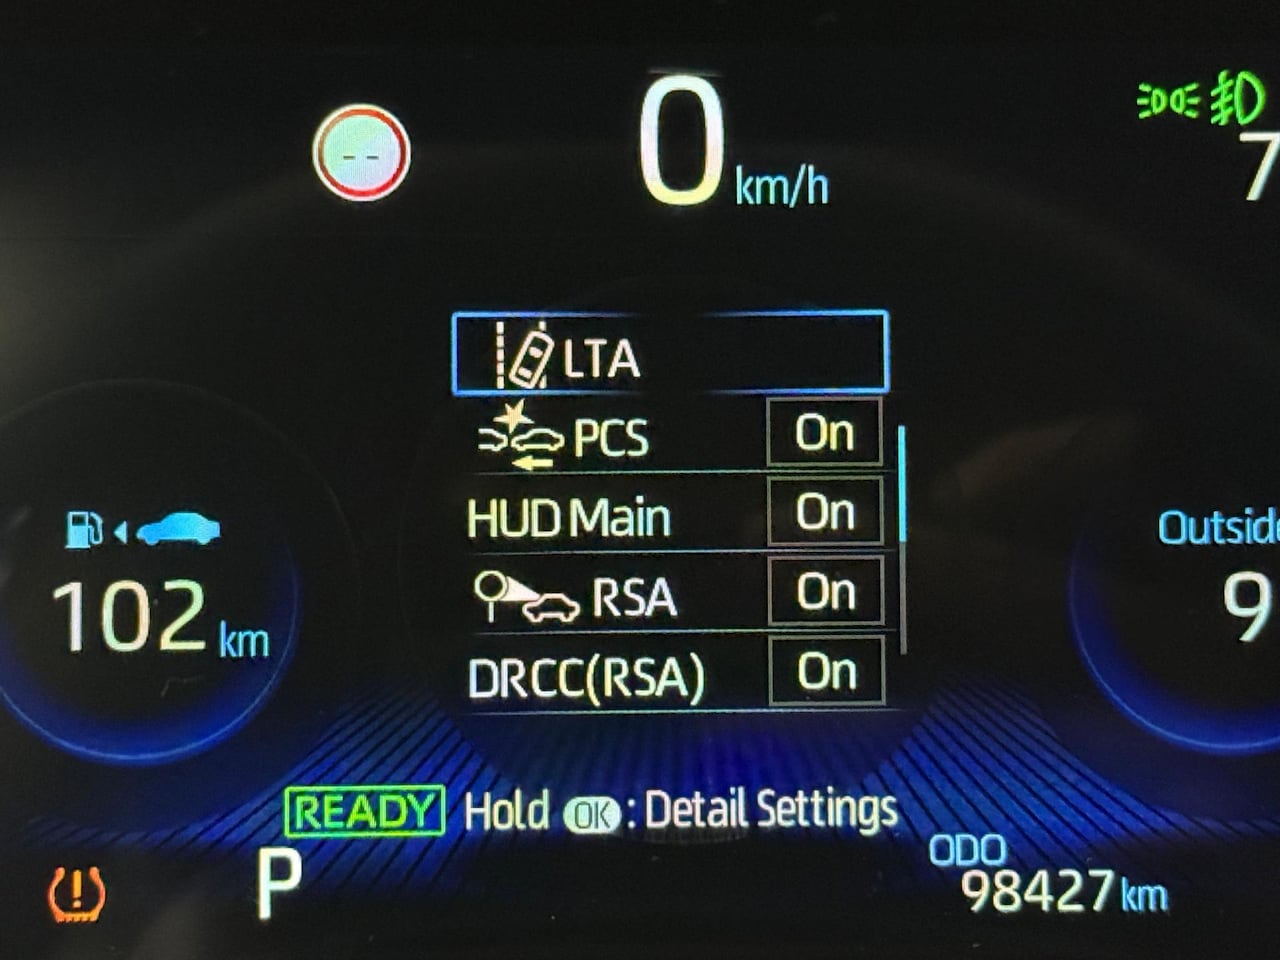 --
0 km/h
7
LTA
PCS On
HUD Main On
RSA On
DRCC(RSA) On
102 km
Outside
9
READY Hold OK : Detail Settings
P
ODO
98427 km